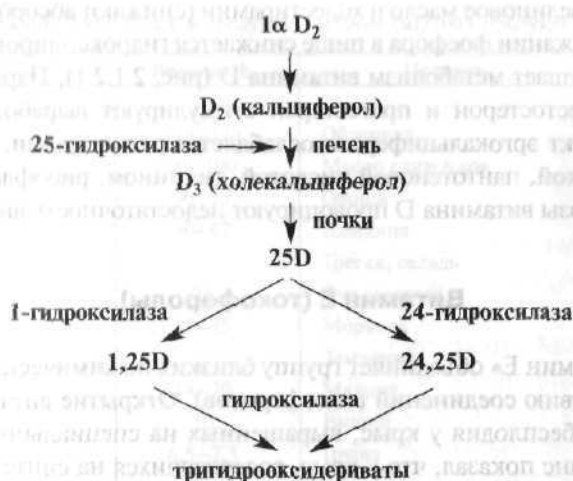 1α D₂
D₂ (кальциферол)
25-гидроксилаза печень
D₃ (холекальциферол)
почки
25D
1-гидроксилаза 24-гидроксилаза
1,25D 24,25D
гидроксилаза
тригидрооксидериваты